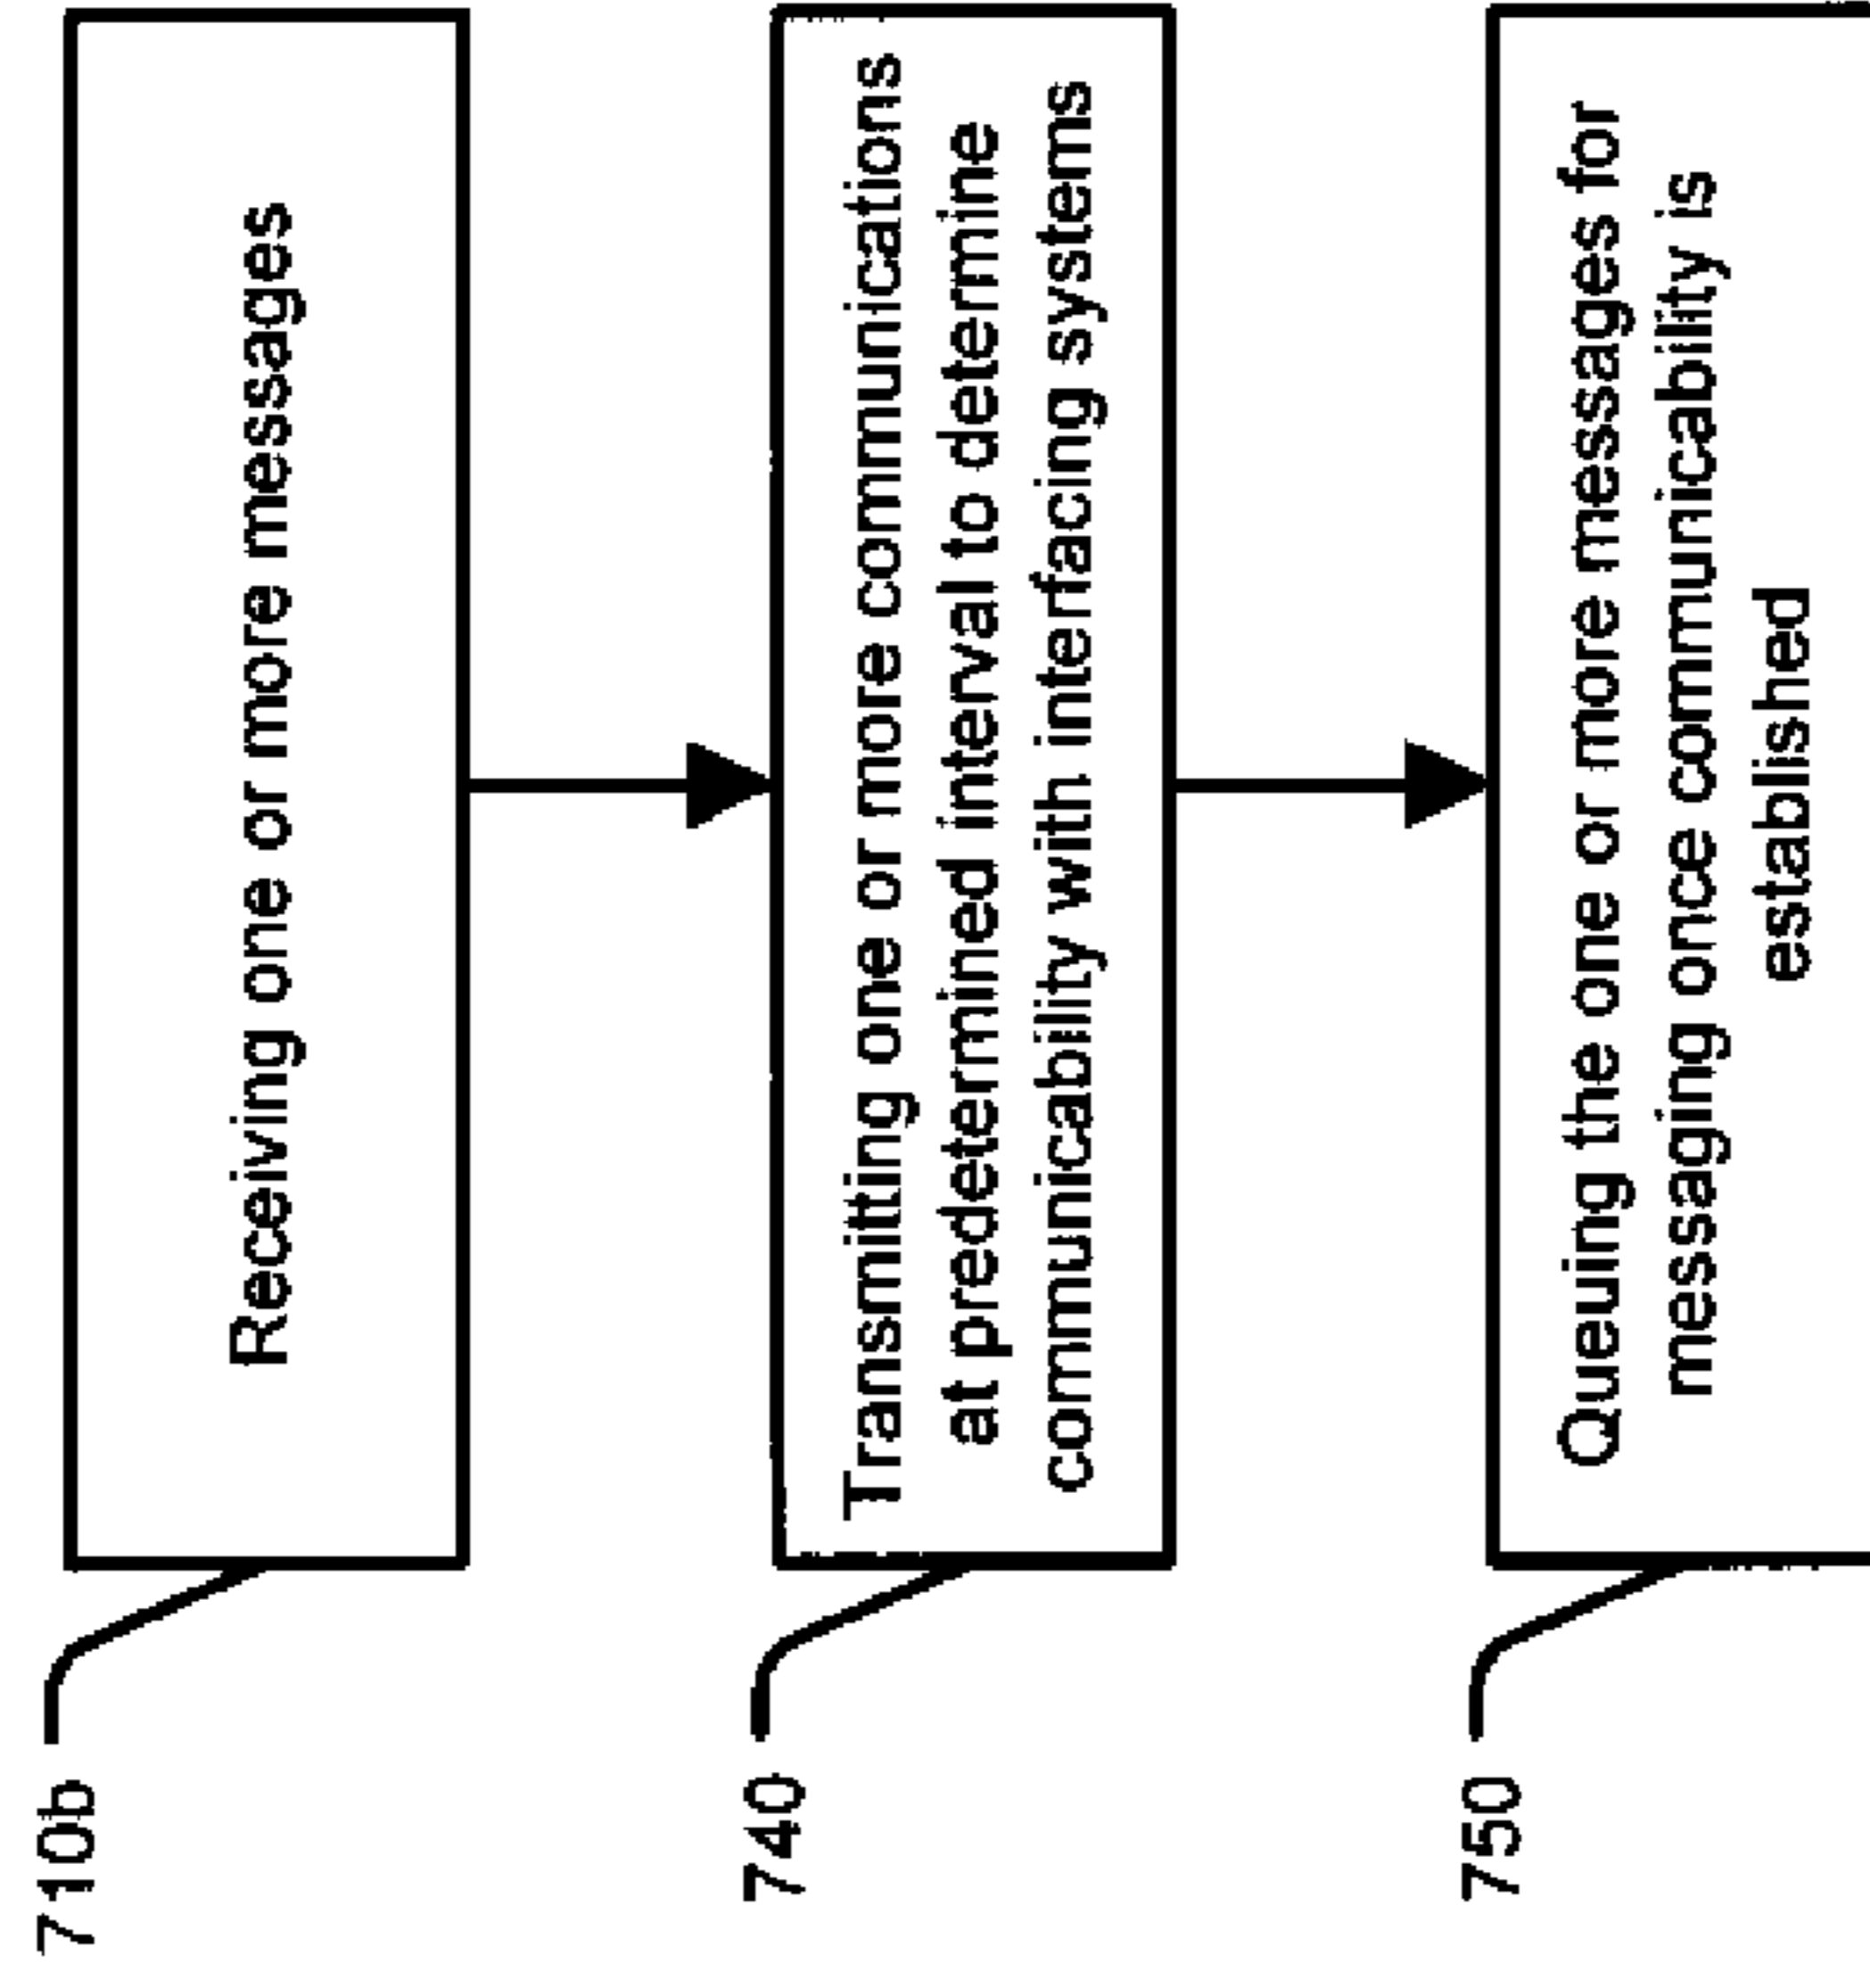 710b
Receiving one or more messages
740
Transmitting one or more communications
at predetermined interval to determine
communicability with interfacing systems
750
Queuing the one or more messages for
messaging once communicability is
established